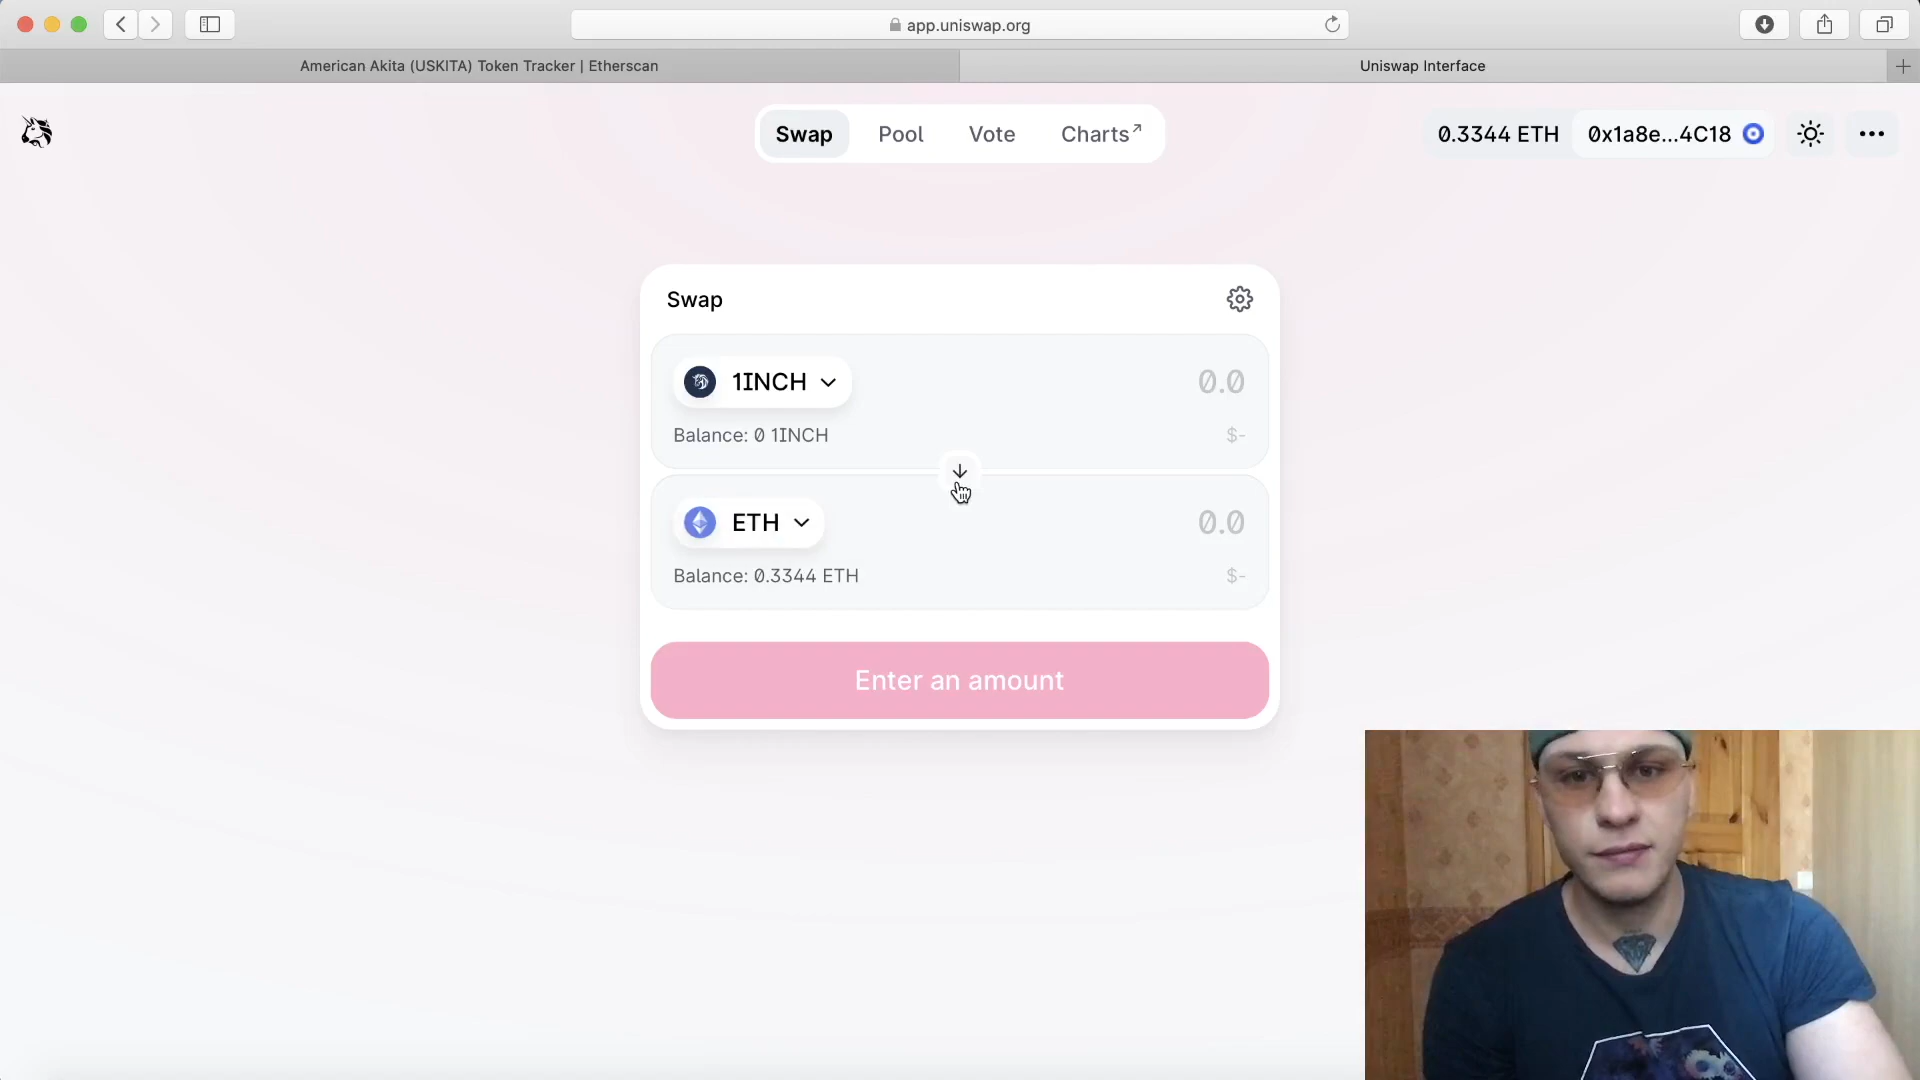 app.uniswap.org
American Akita (USKITA) Token Tracker | Etherscan
Uniswap Interface
Swap
Pool
Vote
Charts↗
0.3344 ETH
0x1a8e...4C18
Swap
1INCH
0.0
Balance: 0 1INCH
$-
ETH
0.0
Balance: 0.3344 ETH
$-
Enter an amount